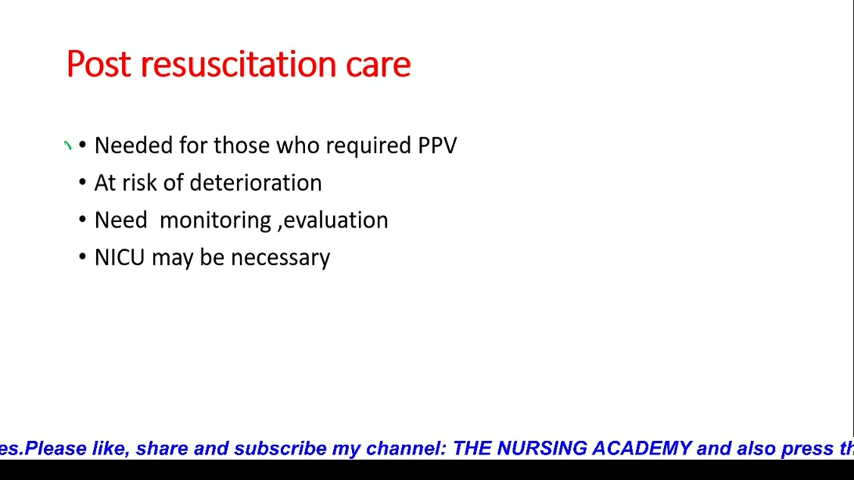 Post resuscitation care
• Needed for those who required PPV
• At risk of deterioration
• Need  monitoring ,evaluation
• NICU may be necessary
es.Please like, share and subscribe my channel: THE NURSING ACADEMY and also press th